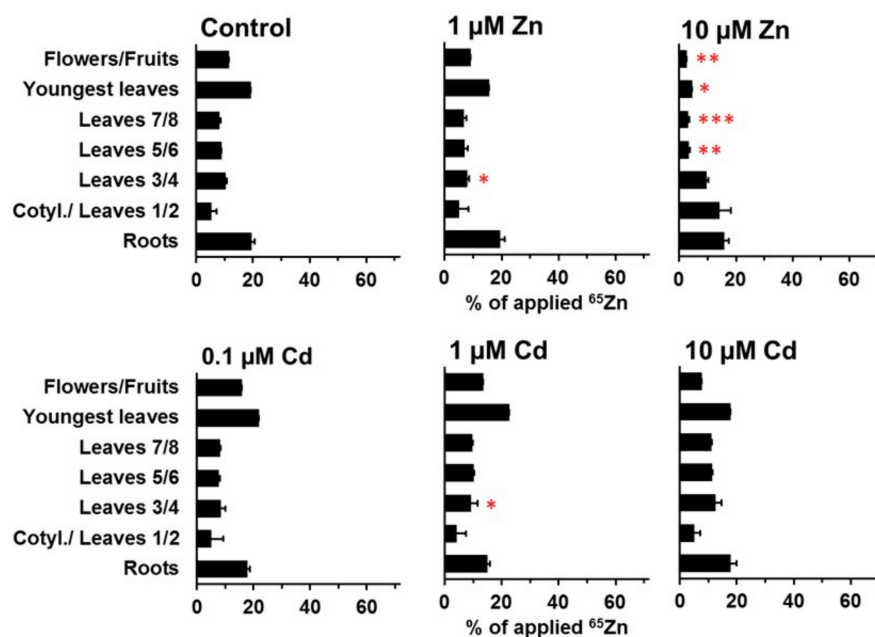 Control
1 µM Zn
10 µM Zn
Flowers/Fruits
**
Youngest leaves
*
Leaves 7/8
***
Leaves 5/6
**
Leaves 3/4
*
Cotyl./ Leaves 1/2
Roots
0 20 40 60
0 20 40 60
0 20 40 60
% of applied ⁶⁵Zn
0.1 µM Cd
1 µM Cd
10 µM Cd
Flowers/Fruits
Youngest leaves
Leaves 7/8
Leaves 5/6
Leaves 3/4
*
Cotyl./ Leaves 1/2
Roots
0 20 40 60
0 20 40 60
0 20 40 60
% of applied ⁶⁵Zn